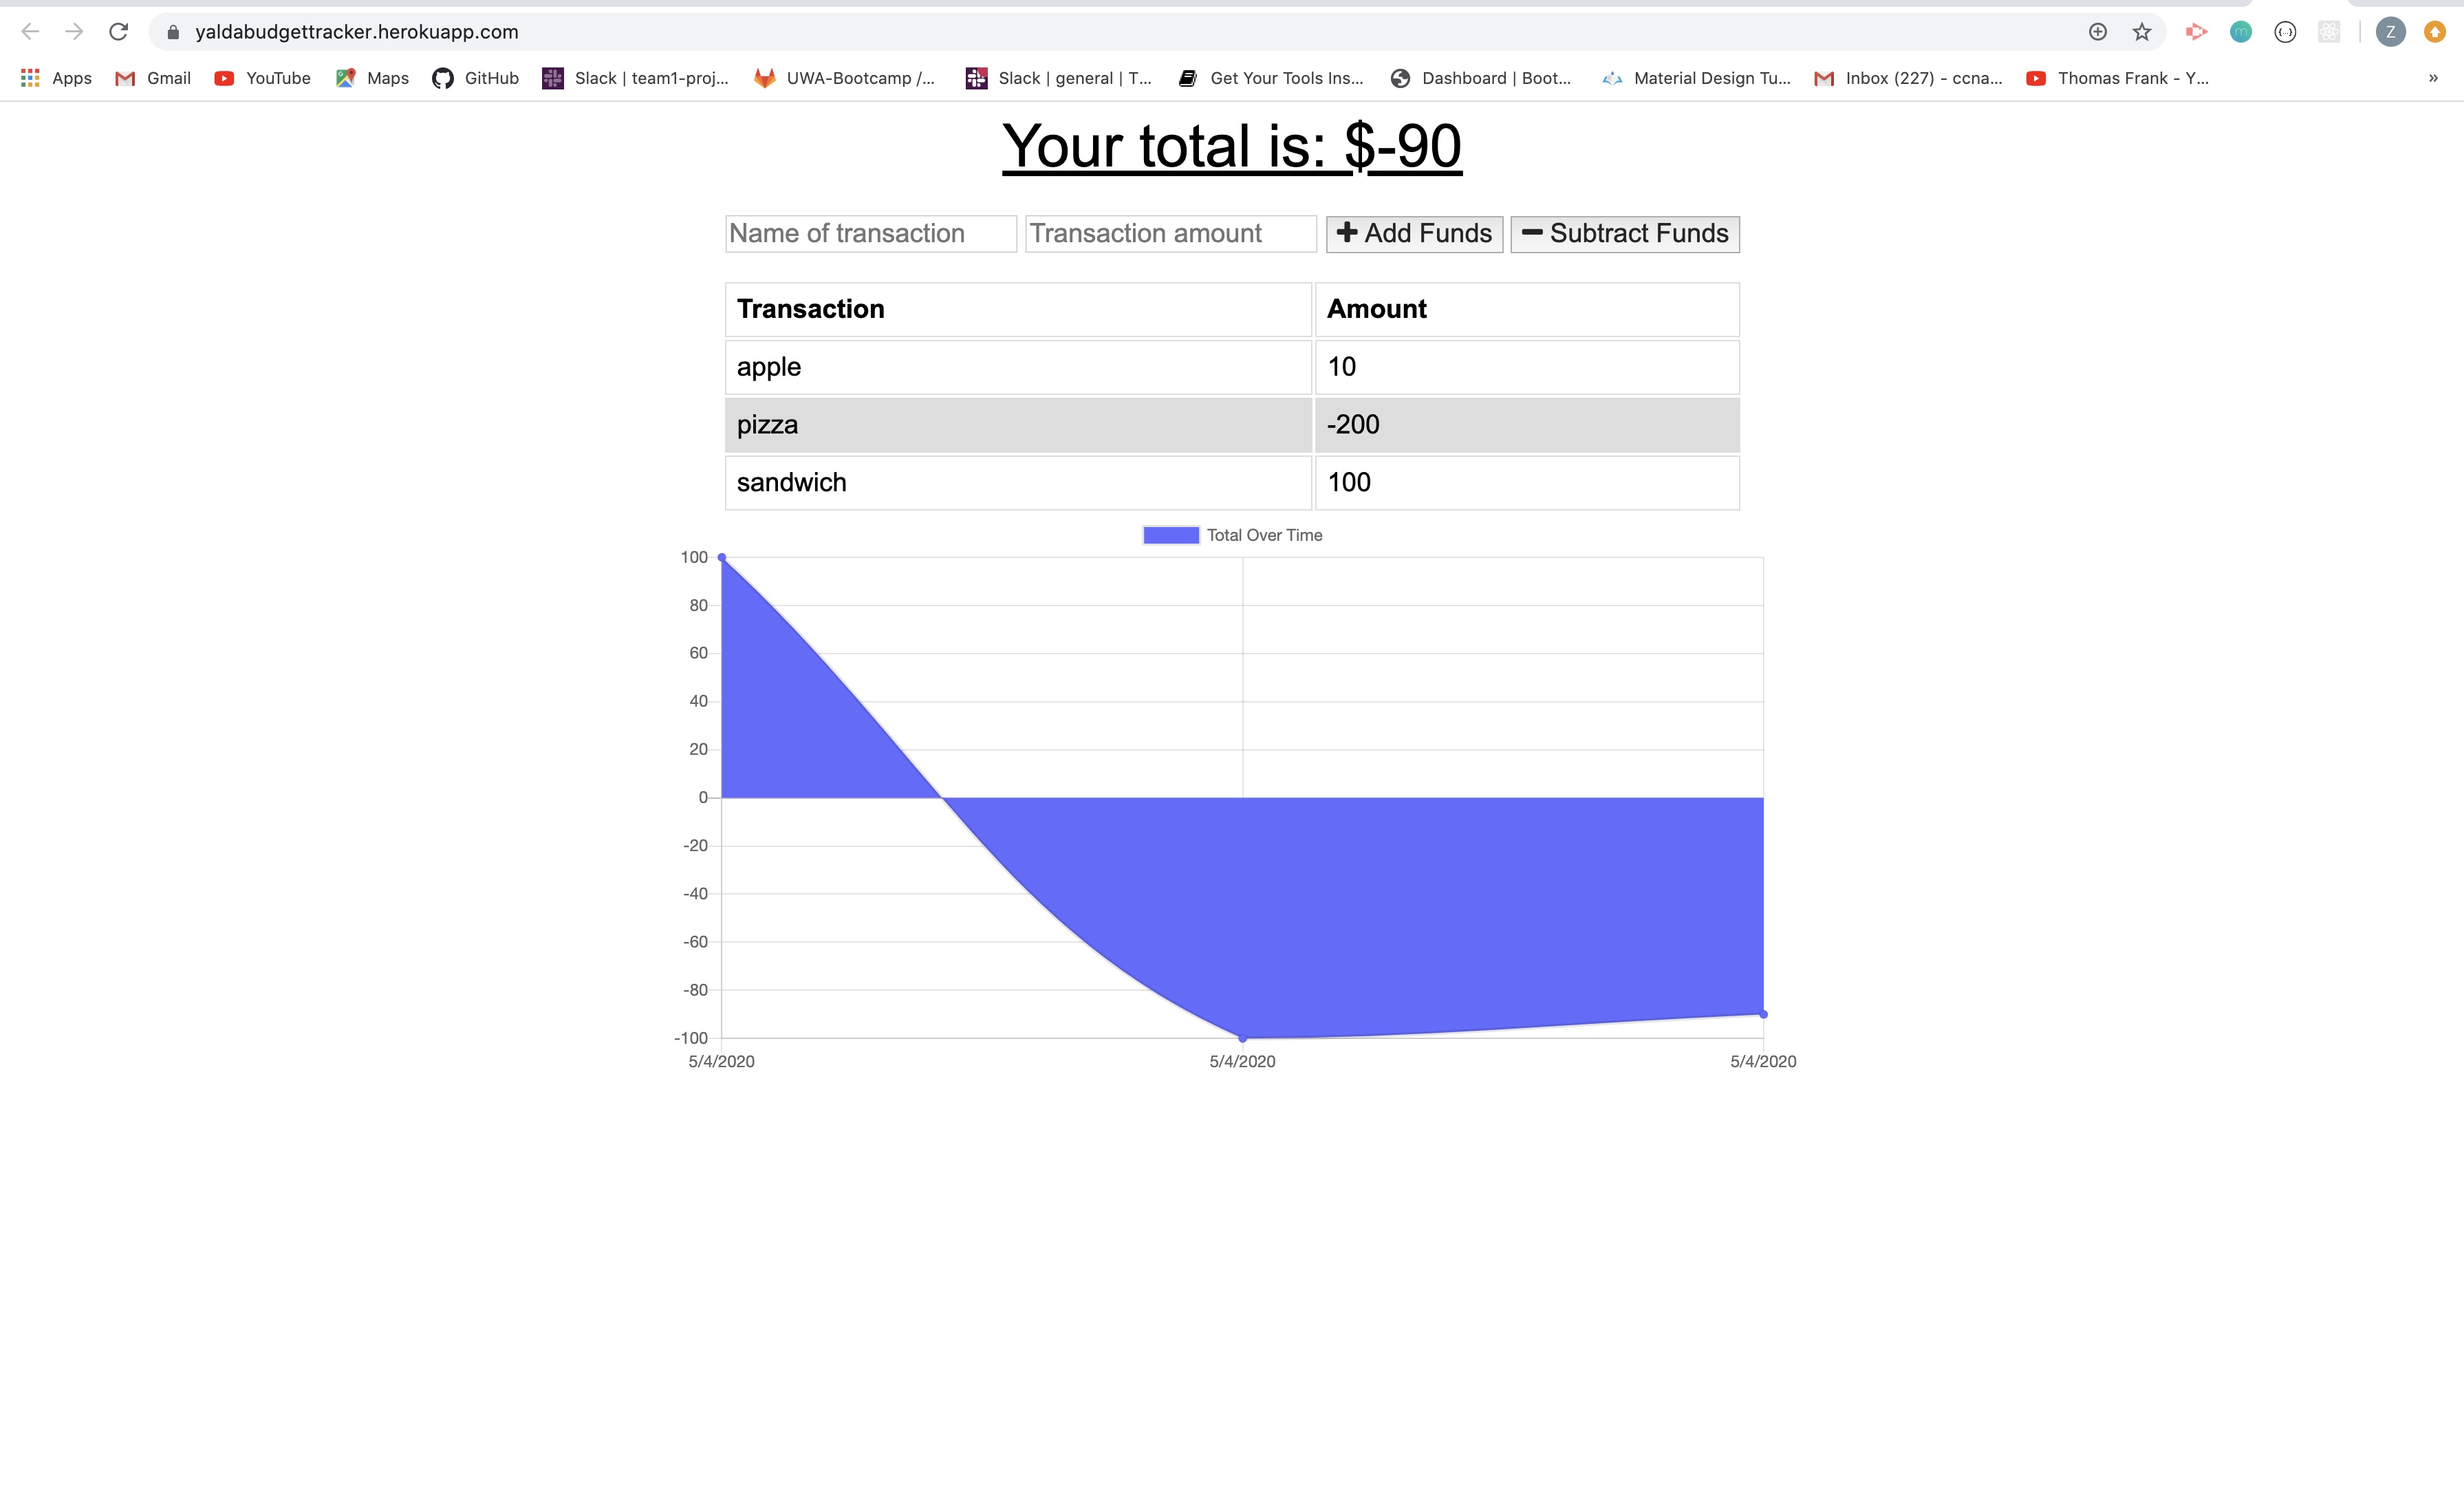 yaldabudgettracker.herokuapp.com
Z
Apps Gmail YouTube Maps GitHub Slack | team1-proj... UWA-Bootcamp /... Slack | general | T... Get Your Tools Ins... Dashboard | Boot... Material Design Tu... Inbox (227) - ccna... Thomas Frank - Y... »
Your total is: $-90
Name of transaction Transaction amount Add Funds Subtract Funds
Transaction Amount
apple 10
pizza -200
sandwich 100
Total Over Time
100
80
60
40
20
0
-20
-40
-60
-80
-100
5/4/2020 5/4/2020 5/4/2020